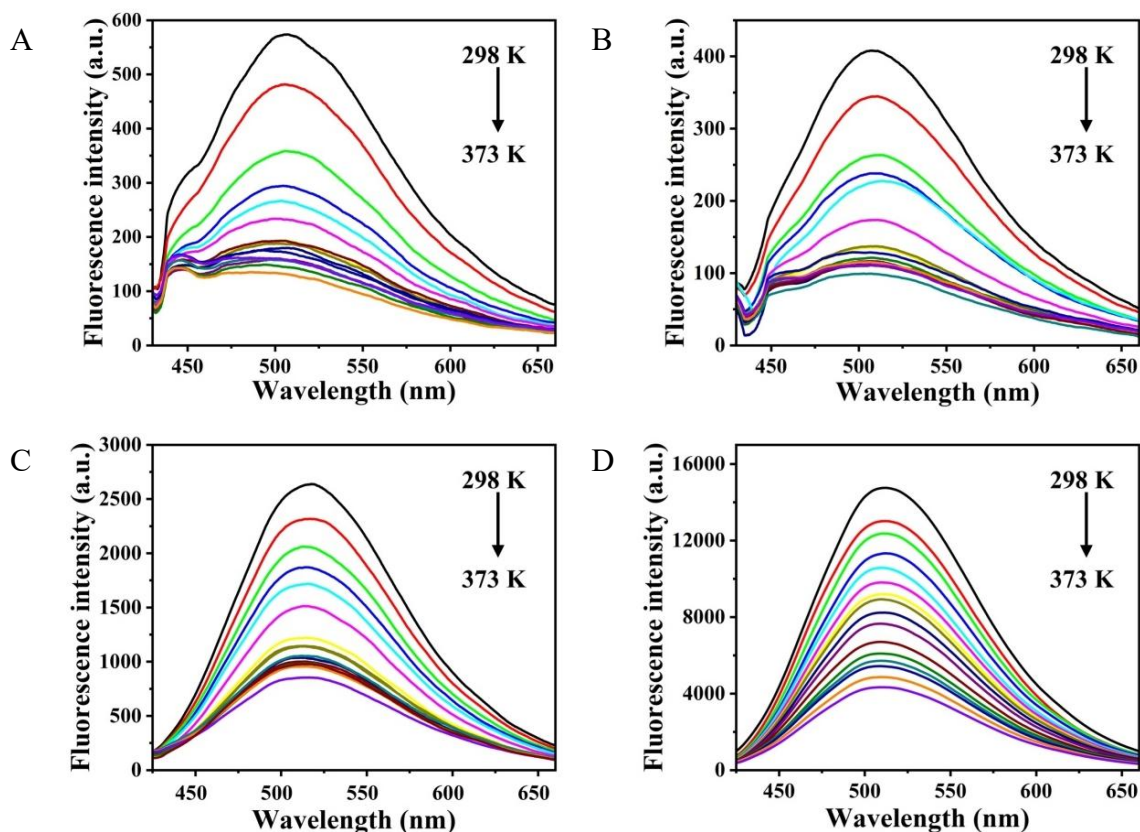 A
Fluorescence intensity (a.u.)
600
500
400
300
200
100
0
298 K
373 K
450 500 550 600 650
Wavelength (nm)
B
Fluorescence intensity (a.u.)
400
300
200
100
0
298 K
373 K
450 500 550 600 650
Wavelength (nm)
C
Fluorescence intensity (a.u.)
3000
2500
2000
1500
1000
500
0
298 K
373 K
450 500 550 600 650
Wavelength (nm)
D
Fluorescence intensity (a.u.)
16000
12000
8000
4000
0
298 K
373 K
450 500 550 600 650
Wavelength (nm)